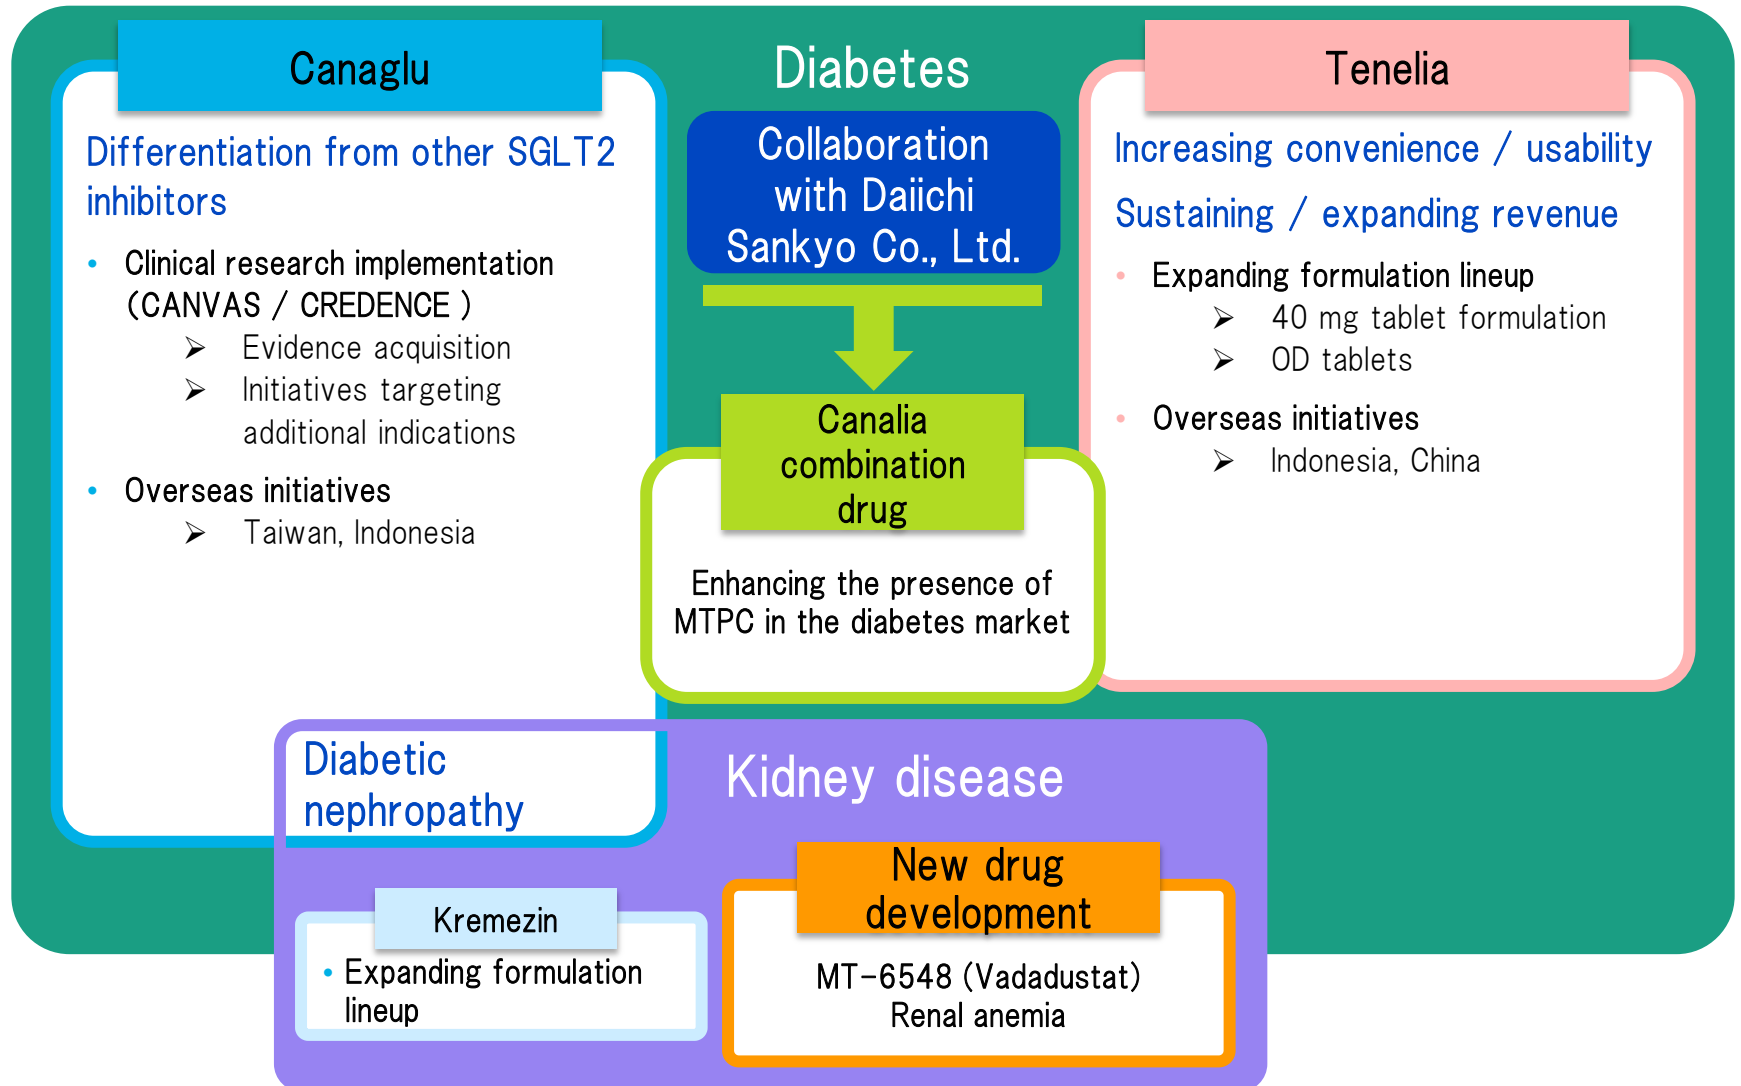 Diabetes
Canaglu
Differentiation from other SGLT2
inhibitors
• Clinical research implementation
(CANVAS / CREDENCE )
➢ Evidence acquisition
➢ Initiatives targeting
additional indications
• Overseas initiatives
➢ Taiwan, Indonesia
Collaboration
with Daiichi
Sankyo Co., Ltd.
Canalia
combination
drug
Enhancing the presence of
MTPC in the diabetes market
Tenelia
Increasing convenience / usability
Sustaining / expanding revenue
• Expanding formulation lineup
➢ 40 mg tablet formulation
➢ OD tablets
• Overseas initiatives
➢ Indonesia, China
Diabetic
nephropathy
Kidney disease
Kremezin
• Expanding formulation
lineup
New drug
development
MT-6548 (Vadadustat)
Renal anemia